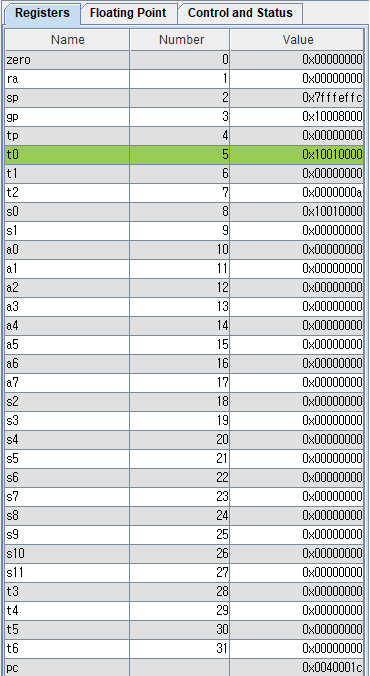 Registers Floating Point Control and Status
Name Number Value
zero 0 0x00000000
ra 1 0x00000000
sp 2 0x7fffeffc
gp 3 0x10008000
tp 4 0x00000000
t0 5 0x10010000
t1 6 0x00000000
t2 7 0x0000000a
s0 8 0x10010000
s1 9 0x00000000
a0 10 0x00000000
a1 11 0x00000000
a2 12 0x00000000
a3 13 0x00000000
a4 14 0x00000000
a5 15 0x00000000
a6 16 0x00000000
a7 17 0x00000000
s2 18 0x00000000
s3 19 0x00000000
s4 20 0x00000000
s5 21 0x00000000
s6 22 0x00000000
s7 23 0x00000000
s8 24 0x00000000
s9 25 0x00000000
s10 26 0x00000000
s11 27 0x00000000
t3 28 0x00000000
t4 29 0x00000000
t5 30 0x00000000
t6 31 0x00000000
pc 0x0040001c